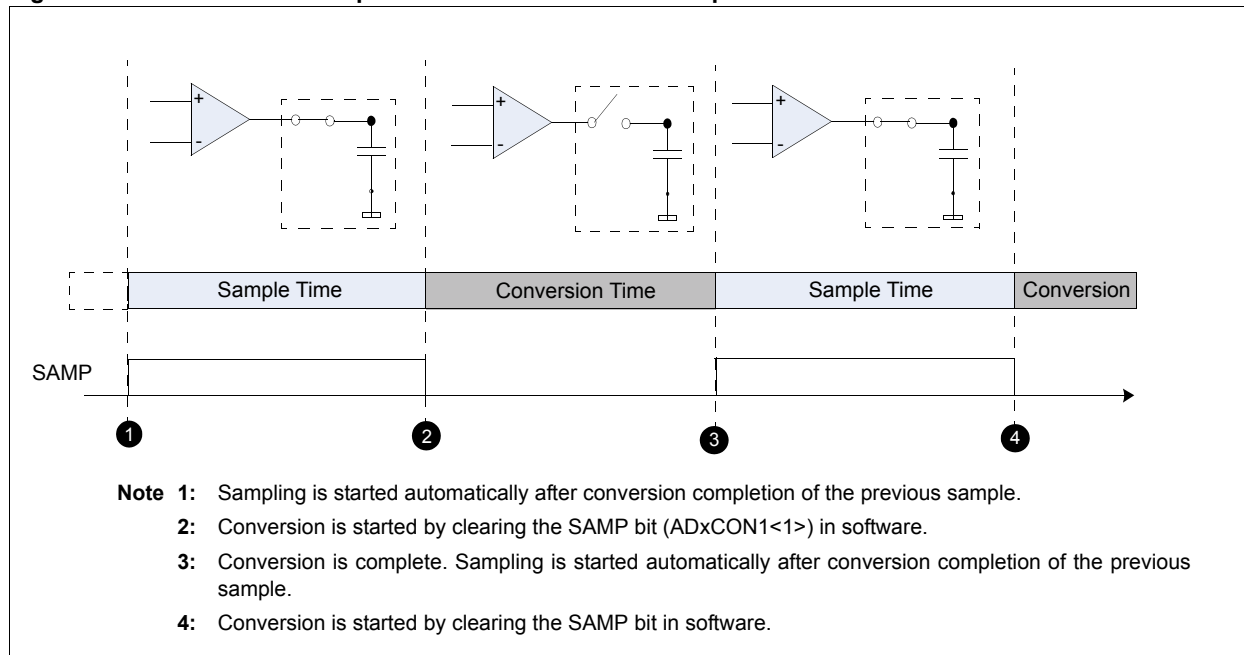 +
-
+
-
+
-
Sample Time
Conversion Time
Sample Time
Conversion
SAMP
1
2
3
4
Note 1: Sampling is started automatically after conversion completion of the previous sample.
2: Conversion is started by clearing the SAMP bit (ADxCON1<1>) in software.
3: Conversion is complete. Sampling is started automatically after conversion completion of the previous
sample.
4: Conversion is started by clearing the SAMP bit in software.